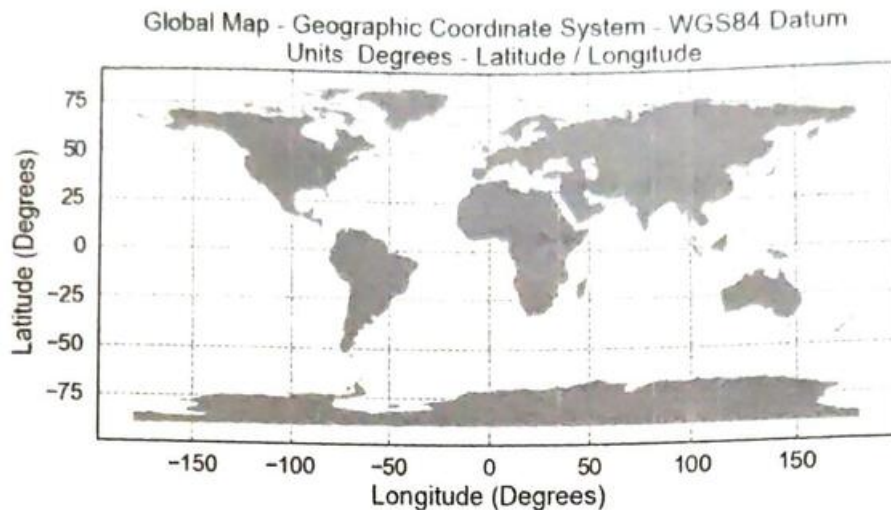 Global Map - Geographic Coordinate System - WGS84 Datum
Units Degrees - Latitude / Longitude
75
50
25
0
−25
−50
−75
Latitude (Degrees)
−150 −100 −50 0 50 100 150
Longitude (Degrees)